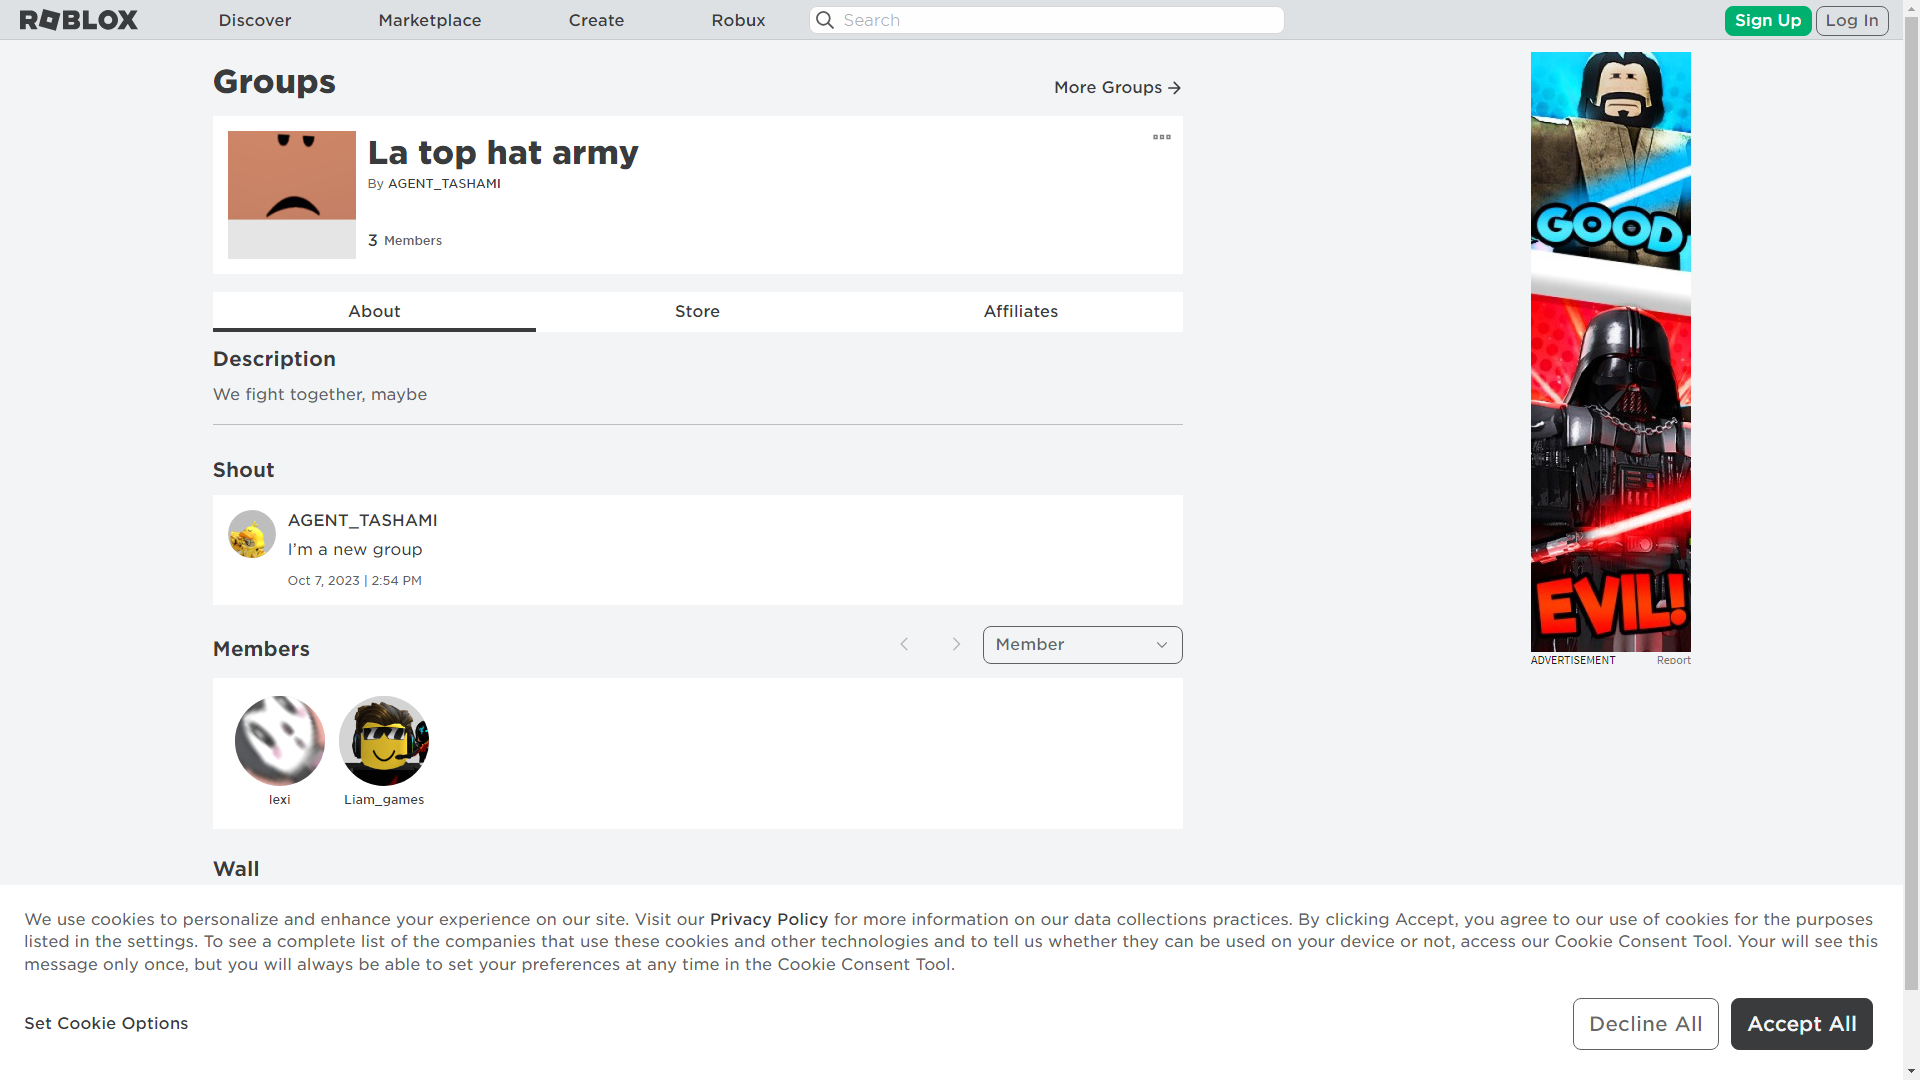 ROBLOX Discover Marketplace Create Robux Search Sign Up Log In
Groups
More Groups
La top hat army
By AGENT_TASHAMI
3 Members
About Store Affiliates
Description
We fight together, maybe
Shout
AGENT_TASHAMI
I'm a new group
Oct 7, 2023 | 2:54 PM
Members
Member
lexi Liam_games
Wall
GOOD
EVIL!
ADVERTISEMENT Report
We use cookies to personalize and enhance your experience on our site. Visit our Privacy Policy for more information on our data collections practices. By clicking Accept, you agree to our use of cookies for the purposes
listed in the settings. To see a complete list of the companies that use these cookies and other technologies and to tell us whether they can be used on your device or not, access our Cookie Consent Tool. Your will see this
message only once, but you will always be able to set your preferences at any time in the Cookie Consent Tool.
Set Cookie Options
Decline All
Accept All